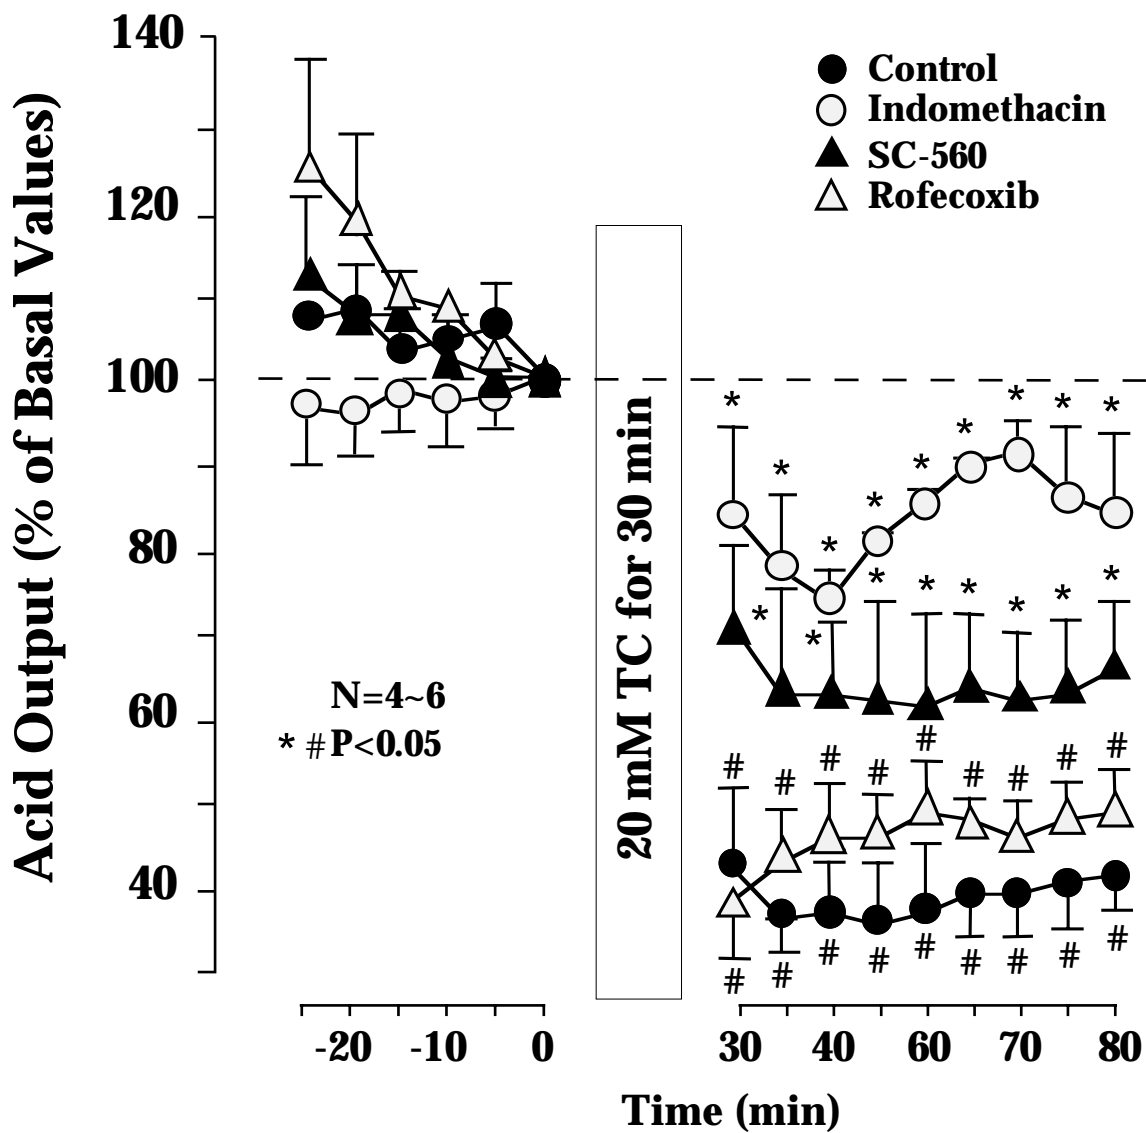 140
120
100
80
60
40
Acid Output (% of Basal Values)
Control
Indomethacin
SC-560
Rofecoxib
20 mM TC for 30 min
N=4~6
* # P<0.05
* * * * * * * * *
* * * * * * * *
# # # # # # # # #
# # # # # # # # #
-20 -10 0 30 40 60 70 80
Time (min)